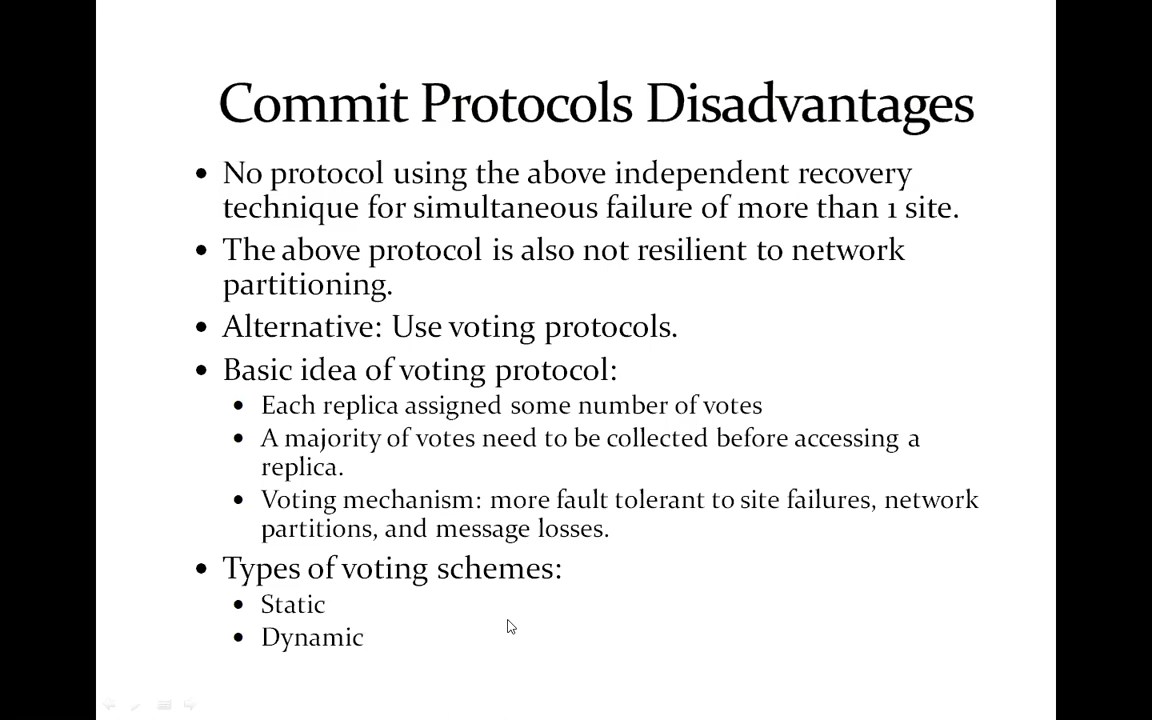 Commit Protocols Disadvantages
• No protocol using the above independent recovery
technique for simultaneous failure of more than 1 site.
• The above protocol is also not resilient to network
partitioning.
• Alternative: Use voting protocols.
• Basic idea of voting protocol:
• Each replica assigned some number of votes
• A majority of votes need to be collected before accessing a
replica.
• Voting mechanism: more fault tolerant to site failures, network
partitions, and message losses.
• Types of voting schemes:
• Static
• Dynamic